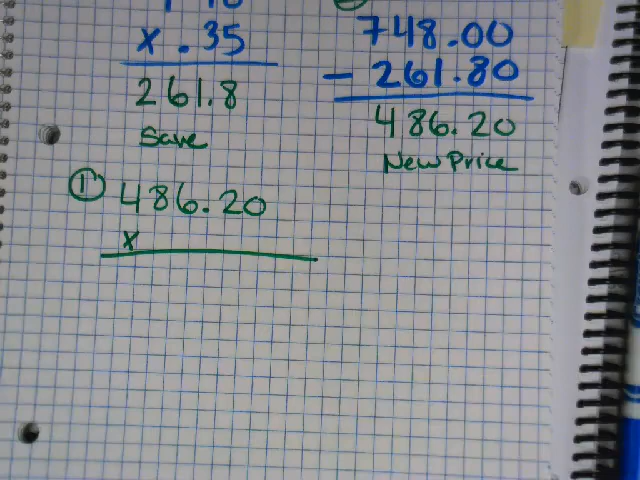 x .35
261.8
Save
748.00
- 261.80
486.20
New Price
① 486.20
x